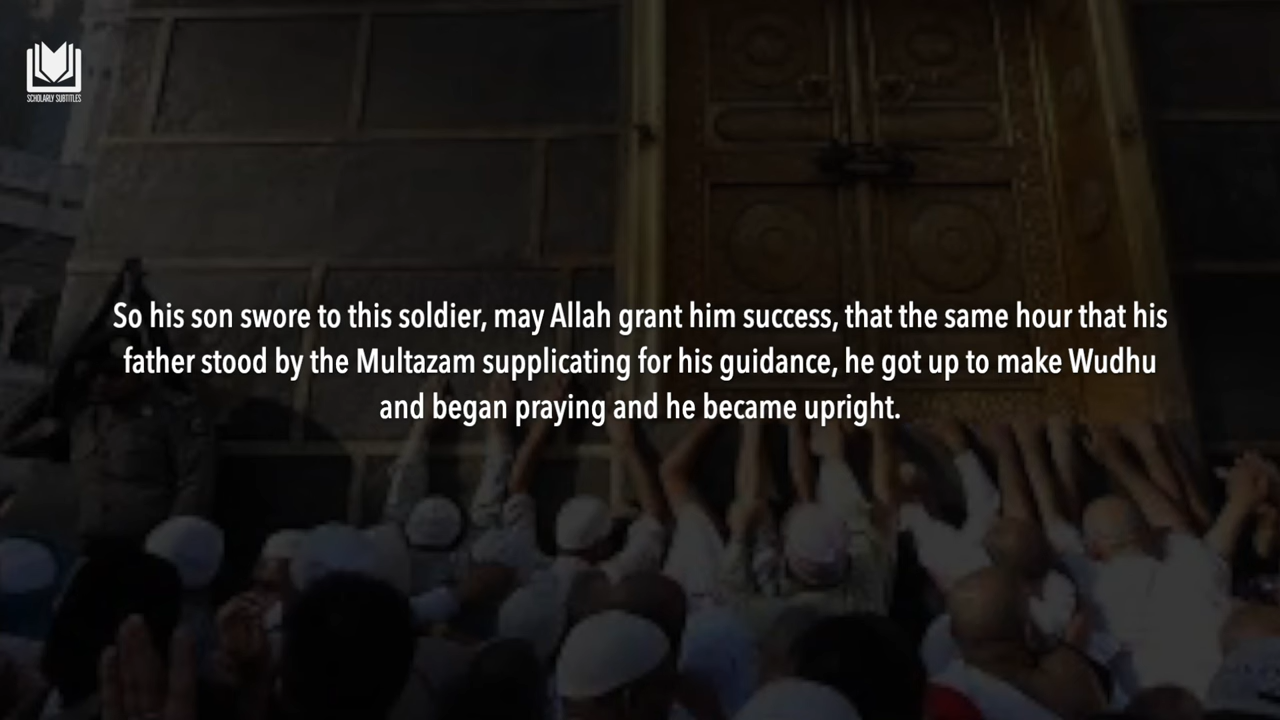 SCHOLARLY SUBTITLES
So his son swore to this soldier, may Allah grant him success, that the same hour that his
father stood by the Multazam supplicating for his guidance, he got up to make Wudhu
and began praying and he became upright.